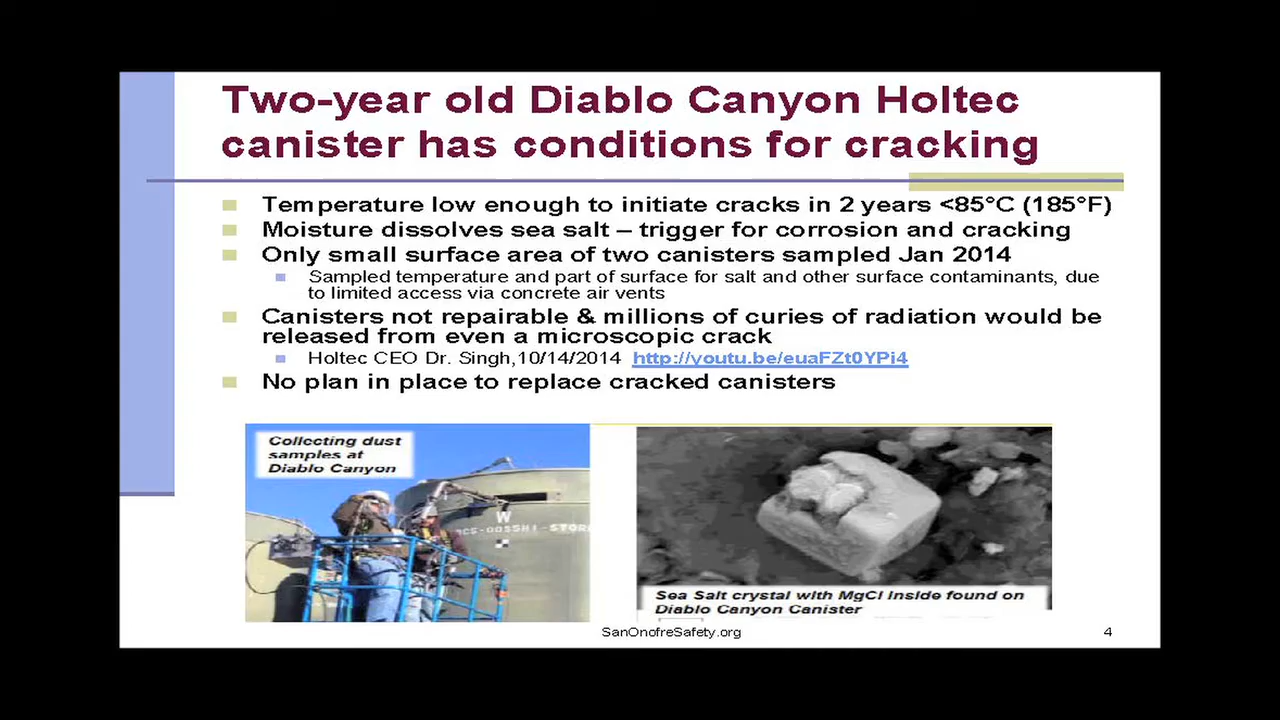 Two-year old Diablo Canyon Holtec
canister has conditions for cracking
Temperature low enough to initiate cracks in 2 years <85°C (185°F)
Moisture dissolves sea salt – trigger for corrosion and cracking
Only small surface area of two canisters sampled Jan 2014
Sampled temperature and part of surface for salt and other surface contaminants, due
to limited access via concrete air vents
Canisters not repairable & millions of curies of radiation would be
released from even a microscopic crack
Holtec CEO Dr. Singh,10/14/2014 http://youtu.be/euaFZt0YPi4
No plan in place to replace cracked canisters
Collecting dust
samples at
Diablo Canyon
W
Sea Salt crystal with MgCl inside found on
Diablo Canyon Canister
SanOnofreSafety.org
4